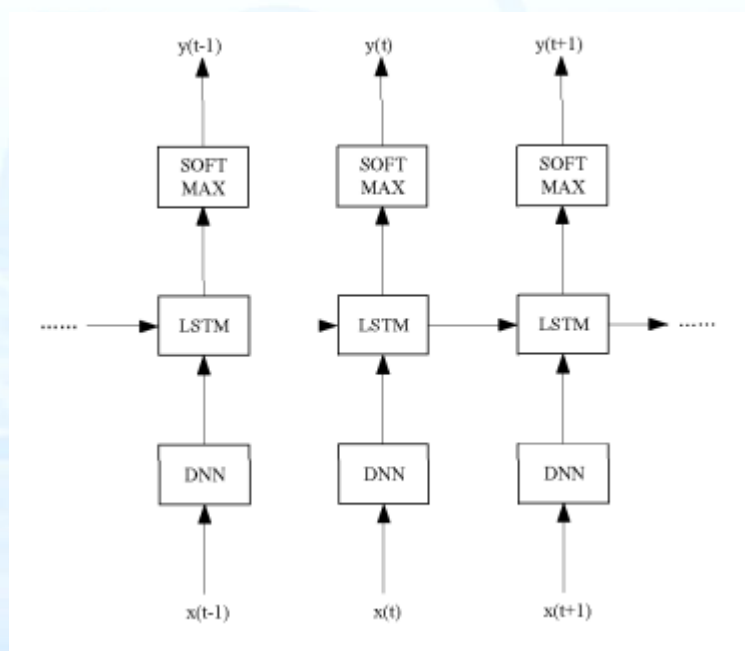 y(t-1) y(t) y(t+1)
SOFT SOFT SOFT
MAX MAX MAX
...... LSTM LSTM LSTM ......
DNN DNN DNN
x(t-1) x(t) x(t+1)